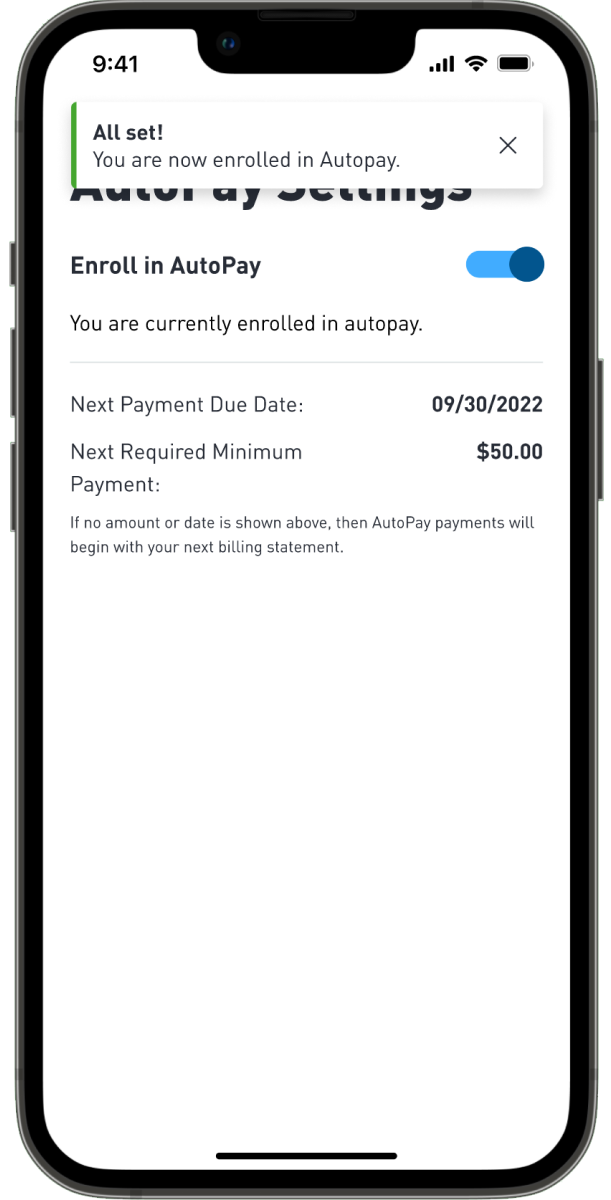 9:41
All set!
You are now enrolled in Autopay.
AutoPay Settings
Enroll in AutoPay
You are currently enrolled in autopay.
Next Payment Due Date: 09/30/2022
Next Required Minimum $50.00
Payment:
If no amount or date is shown above, then AutoPay payments will
begin with your next billing statement.